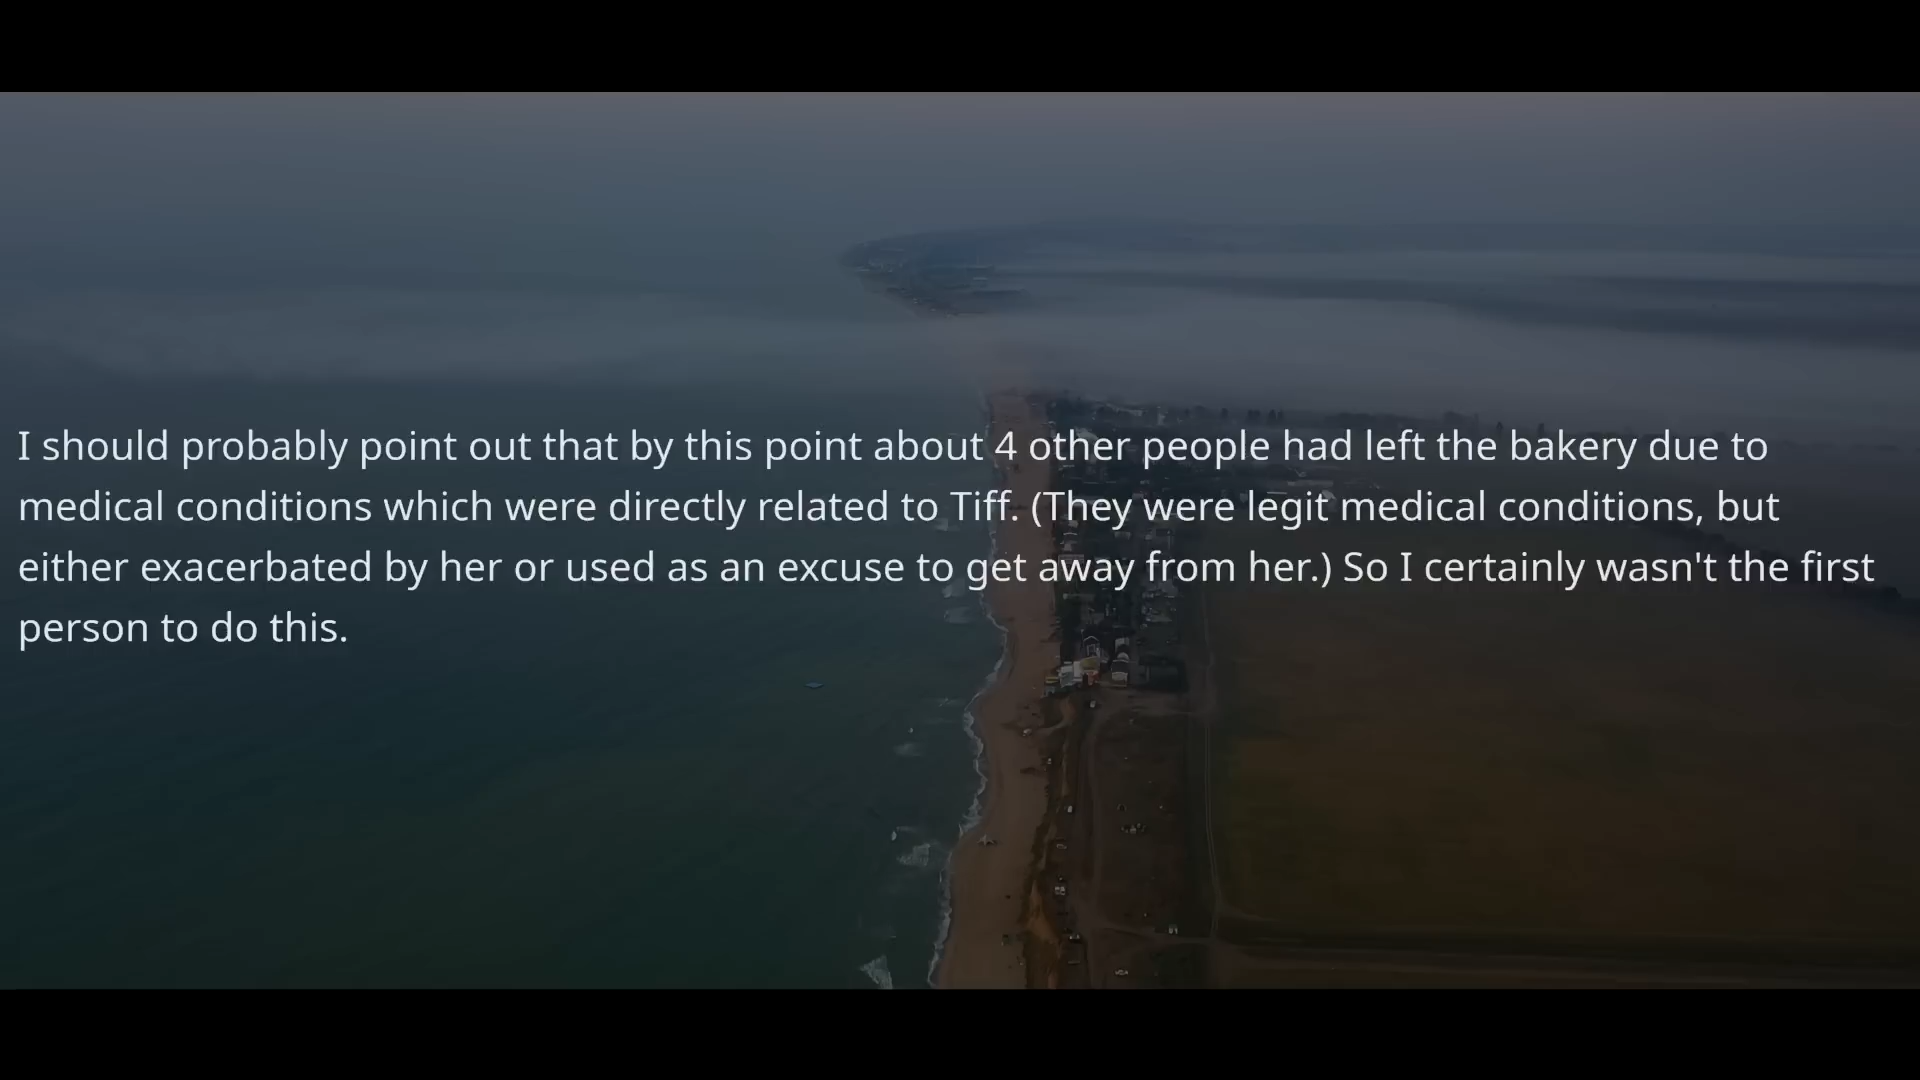 I should probably point out that by this point about 4 other people had left the bakery due to
medical conditions which were directly related to Tiff. (They were legit medical conditions, but
either exacerbated by her or used as an excuse to get away from her.) So I certainly wasn't the first
person to do this.